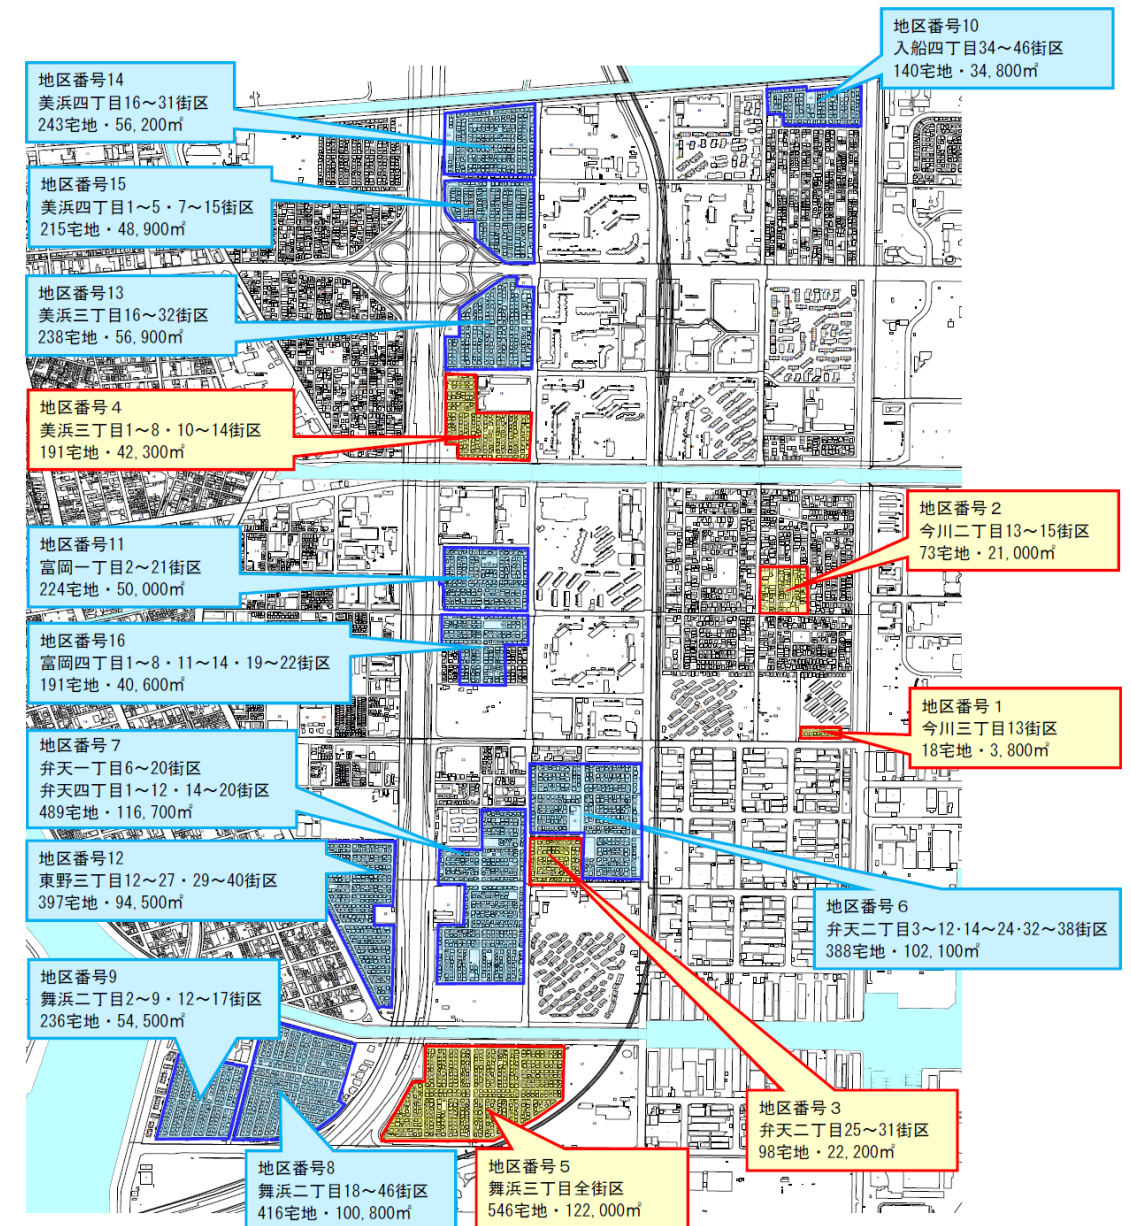 地区番号10
入船四丁目34～46街区
140宅地・34,800㎡
地区番号14
美浜四丁目16～31街区
243宅地・56,200㎡
地区番号15
美浜四丁目1～5・7～15街区
215宅地・48,900㎡
地区番号13
美浜三丁目16～32街区
238宅地・56,900㎡
地区番号４
美浜三丁目1～8・10～14街区
191宅地・42,300㎡
地区番号２
今川二丁目13～15街区
73宅地・21,000㎡
地区番号11
富岡一丁目2～21街区
224宅地・50,000㎡
地区番号16
富岡四丁目1～8・11～14・19～22街区
191宅地・40,600㎡
地区番号１
今川三丁目13街区
18宅地・3,800㎡
地区番号７
弁天一丁目6～20街区
弁天四丁目1～12・14～20街区
489宅地・116,700㎡
地区番号12
東野三丁目12～27・29～40街区
397宅地・94,500㎡
地区番号６
弁天二丁目3～12・14～24・32～38街区
388宅地・102,100㎡
地区番号9
舞浜二丁目2～9・12～17街区
236宅地・54,500㎡
地区番号３
弁天二丁目25～31街区
98宅地・22,200㎡
地区番号8
舞浜二丁目18～46街区
416宅地・100,800㎡
地区番号５
舞浜三丁目全街区
546宅地・122,000㎡